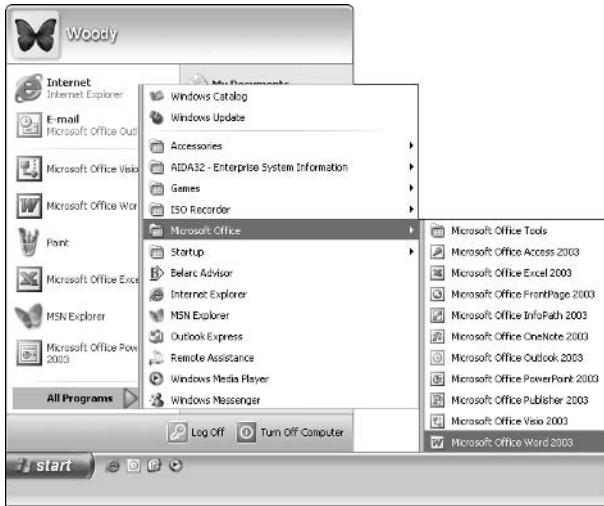 Woody
Internet
Internet Explorer
E-mail
Microsoft Office Outl
Microsoft Office Visio
Microsoft Office Wor
Paint
Microsoft Office Exce
MSN Explorer
Microsoft Office Pow
2003
All Programs
My Documents
Windows Catalog
Windows Update
Accessories
AIDA32 - Enterprise System Information
Games
ISO Recorder
Microsoft Office
Startup
Belarc Advisor
Internet Explorer
MSN Explorer
Outlook Express
Remote Assistance
Windows Media Player
Windows Messenger
Microsoft Office Tools
Microsoft Office Access 2003
Microsoft Office Excel 2003
Microsoft Office FrontPage 2003
Microsoft Office InfoPath 2003
Microsoft Office OneNote 2003
Microsoft Office Outlook 2003
Microsoft Office PowerPoint 2003
Microsoft Office Publisher 2003
Microsoft Office Visio 2003
Microsoft Office Word 2003
Log Off
Turn Off Computer
start